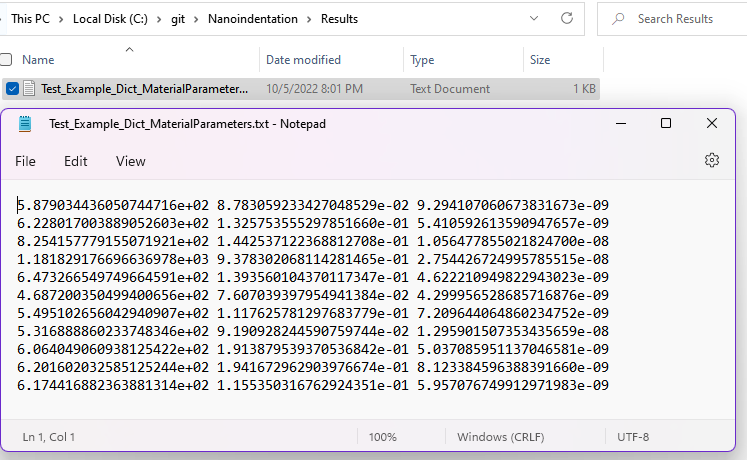 This PC > Local Disk (C:) > git > Nanoindentation > Results
Search Results
Name Date modified Type Size
Test_Example_Dict_MaterialParameter... 10/5/2022 8:01 PM Text Document 1 KB
Test_Example_Dict_MaterialParameters.txt - Notepad
File Edit View
5.879034436050744716e+02 8.783059233427048529e-02 9.294107060673831673e-09
6.228017003889052603e+02 1.325753555297851660e-01 5.410592613590947657e-09
8.254157779155071921e+02 1.442537122368812708e-01 1.056477855021824700e-08
1.181829176696636978e+03 9.378302068114281465e-01 2.754426724995785515e-08
6.473266549749664591e+02 1.393560104370117347e-01 4.622210949822943023e-09
4.687200350499400656e+02 7.607039397954941384e-02 4.299956528685716876e-09
5.495102656042940907e+02 1.117625781297683779e-01 7.209644064860234752e-09
5.316888860233748346e+02 9.190928244590759744e-02 1.295901507353435659e-08
6.064049060938125422e+02 1.913879539370536842e-01 5.037085951137046581e-09
6.201602032585125244e+02 1.941672962903976674e-01 8.123384596388391660e-09
6.174416882363881314e+02 1.155350316762924351e-01 5.957076749912971983e-09
Ln 1, Col 1 100% Windows (CRLF) UTF-8